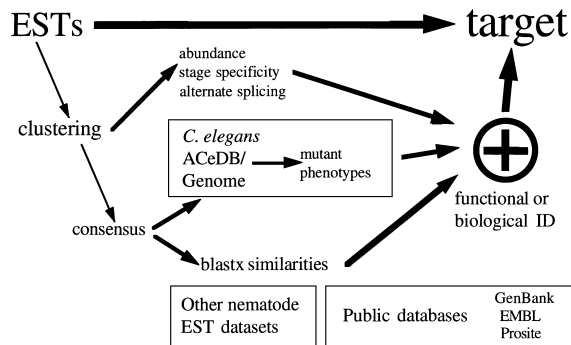 ESTs
target
abundance
stage specificity
alternate splicing
clustering
C. elegans
ACeDB/
Genome
mutant
phenotypes
functional or
biological ID
consensus
blastx similarities
Other nematode
EST datasets
Public databases
GenBank
EMBL
Prosite